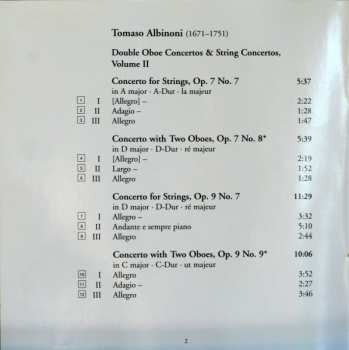 Tomaso Albinoni (1671–1751)
Double Oboe Concertos & String Concertos,
Volume II
Concerto for Strings, Op. 7 No. 7 5:37
in A major · A-Dur · la majeur
1 I [Allegro] – 2:22
2 II Adagio – 1:28
3 III Allegro 1:47
Concerto with Two Oboes, Op. 7 No. 8* 5:39
in D major · D-Dur · ré majeur
4 I [Allegro] – 2:19
5 II Largo – 1:52
6 III Allegro 1:28
Concerto for Strings, Op. 9 No. 7 11:29
in D major · D-Dur · ré majeur
7 I Allegro – 3:32
8 II Andante e sempre piano 5:10
9 III Allegro 2:44
Concerto with Two Oboes, Op. 9 No. 9* 10:06
in C major · C-Dur · ut majeur
10 I Allegro 3:52
11 II Adagio – 2:27
12 III Allegro 3:46
2